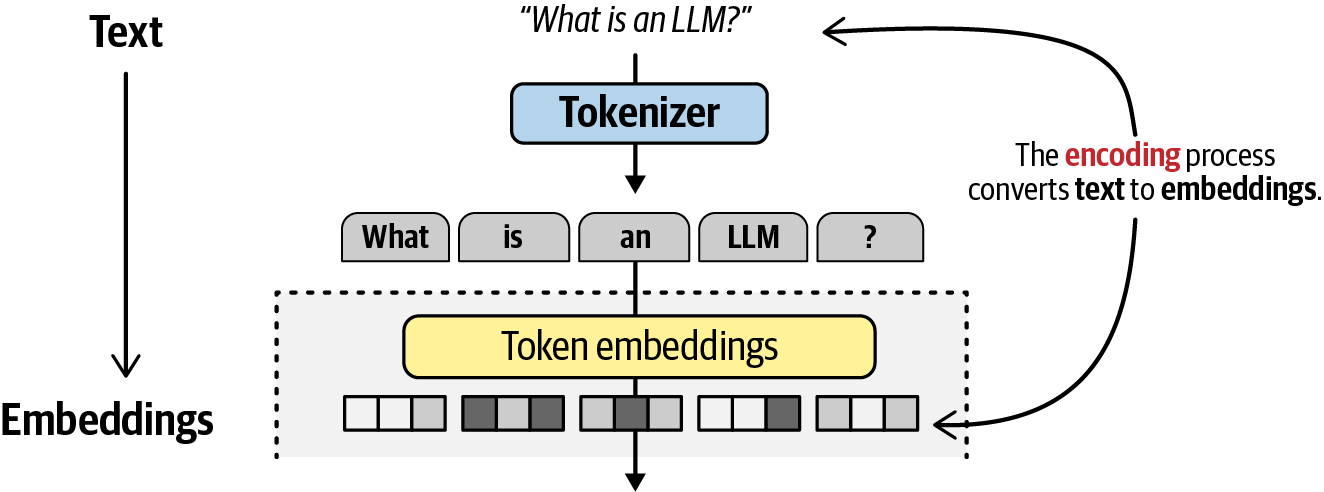 Text
“What is an LLM?”
Tokenizer
The encoding process
converts text to embeddings.
What is an LLM ?
Token embeddings
Embeddings